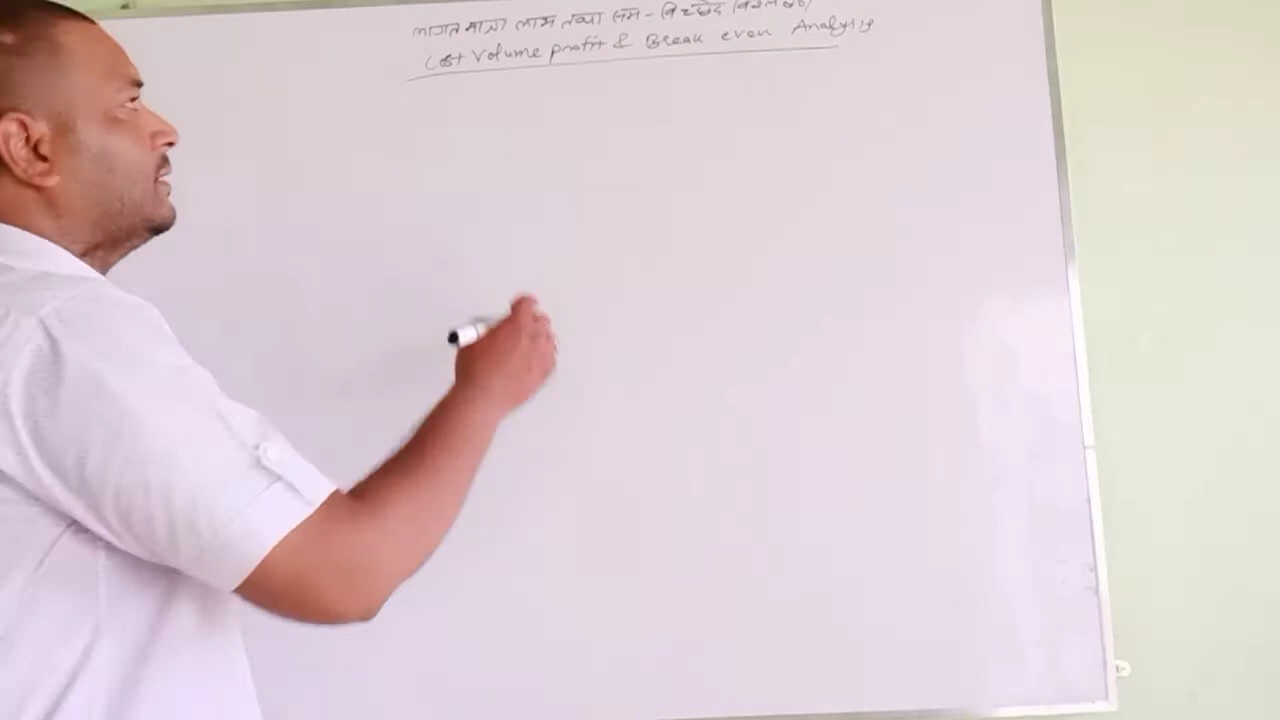 लागत मात्रा लाभ तथा सम - विच्छेद विश्लेषण
Cost Volume profit & Break even Analysis